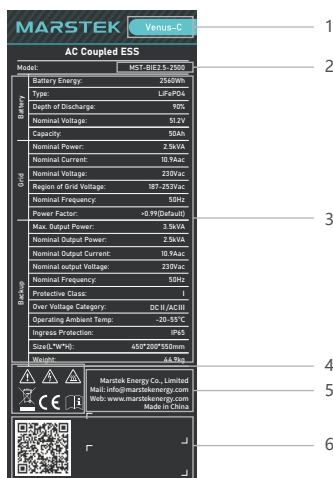 MARSTEK Venus-C 1
AC Coupled ESS
Model: MST-BIE2.5-2500 2
Battery
Battery Energy: 2560Wh
Type: LiFePO4
Depth of Discharge: 90%
Nominal Voltage: 51.2V
Capacity: 50Ah
Grid
Nominal Power: 2.5kVA
Nominal Current: 10.9Aac
Nominal Voltage: 230Vac
Region of Grid Voltage: 187-253Vac
Nominal Frequency: 50Hz
Power Factor: >0.99(Default) 3
Backup
Max. Output Power: 3.5kVA
Nominal Output Power: 2.5kVA
Nominal Output Current: 10.9Aac
Nominal output Voltage: 230Vac
Nominal Frequency: 50Hz
Protective Class: I
Over Voltage Category: DC II/ACIII
Operating Ambient Temp: -20-55°C
Ingress Protection: IP65
Size(L*W*H): 450*200*550mm
Weight: 44.9kg
4
Marstek Energy Co., Limited
Mail: info@marstekenergy.com 5
Web: www.marstekenergy.com
Made in China
CE
6